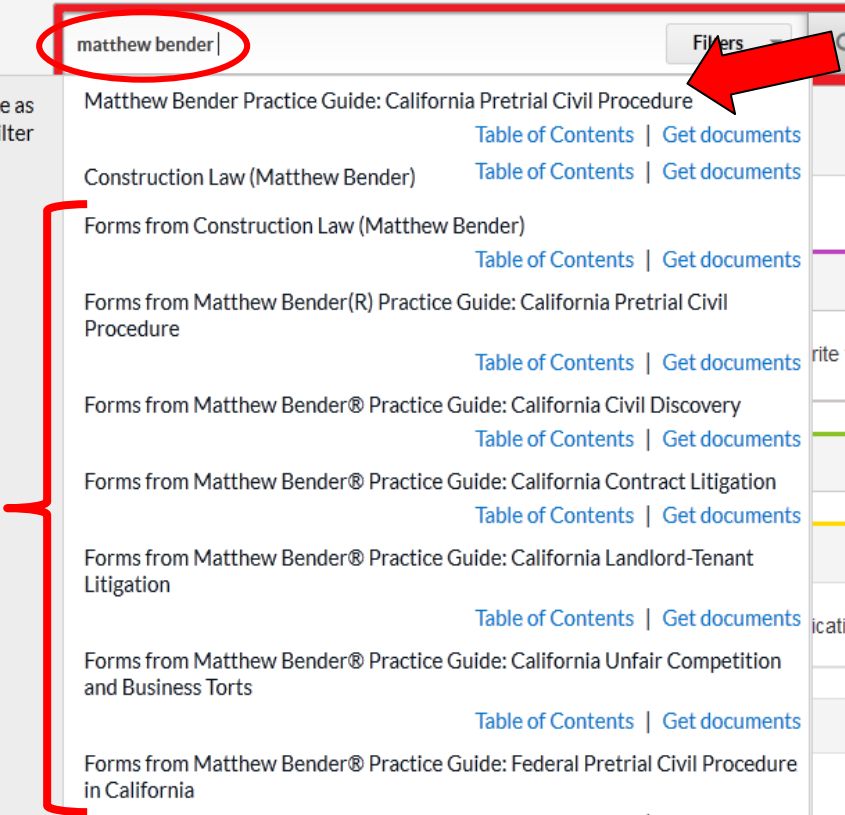 matthew bender
Filters
e as
ilter
Matthew Bender Practice Guide: California Pretrial Civil Procedure
Table of Contents | Get documents
Construction Law (Matthew Bender) Table of Contents | Get documents
Forms from Construction Law (Matthew Bender)
Table of Contents | Get documents
Forms from Matthew Bender(R) Practice Guide: California Pretrial Civil
Procedure
Table of Contents | Get documents
rite
Forms from Matthew Bender® Practice Guide: California Civil Discovery
Table of Contents | Get documents
Forms from Matthew Bender® Practice Guide: California Contract Litigation
Table of Contents | Get documents
Forms from Matthew Bender® Practice Guide: California Landlord-Tenant
Litigation
Table of Contents | Get documents
icati
Forms from Matthew Bender® Practice Guide: California Unfair Competition
and Business Torts
Table of Contents | Get documents
Forms from Matthew Bender® Practice Guide: Federal Pretrial Civil Procedure
in California